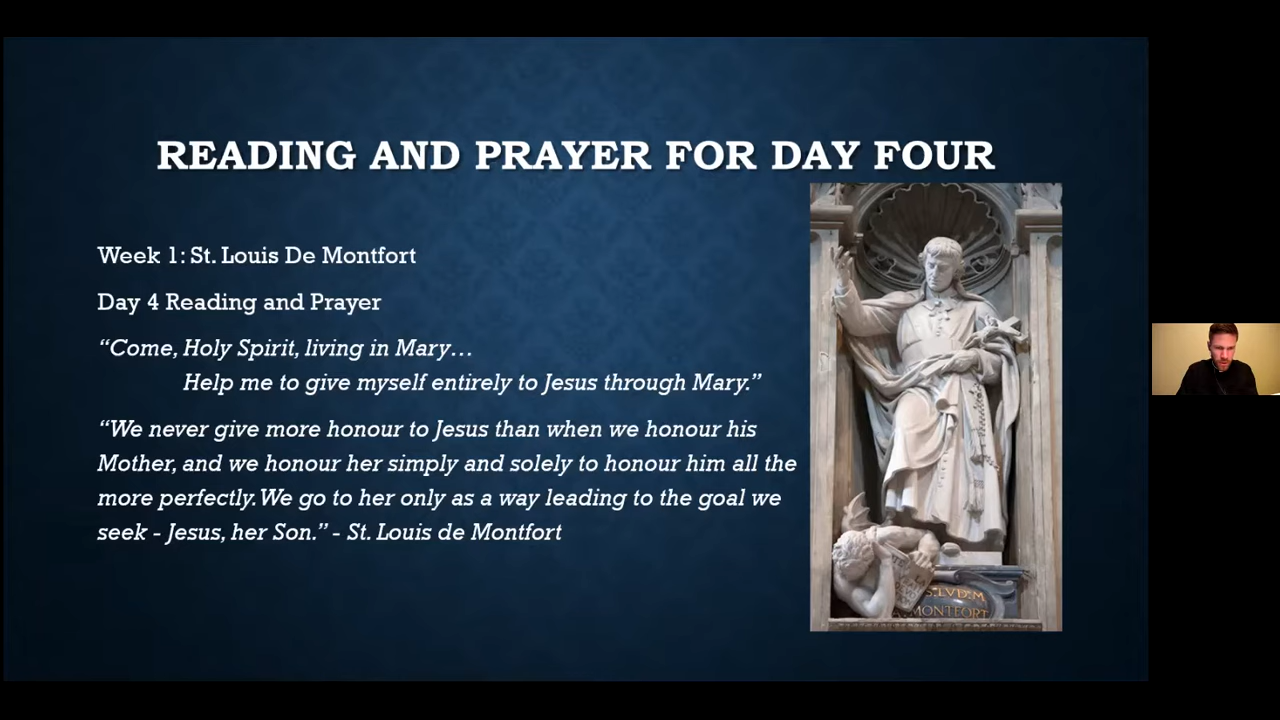 READING AND PRAYER FOR DAY FOUR
Week 1: St. Louis De Montfort
Day 4 Reading and Prayer
“Come, Holy Spirit, living in Mary…
Help me to give myself entirely to Jesus through Mary.”
“We never give more honour to Jesus than when we honour his
Mother, and we honour her simply and solely to honour him all the
more perfectly. We go to her only as a way leading to the goal we
seek - Jesus, her Son.” - St. Louis de Montfort
S. LVD. M
MONTFORT